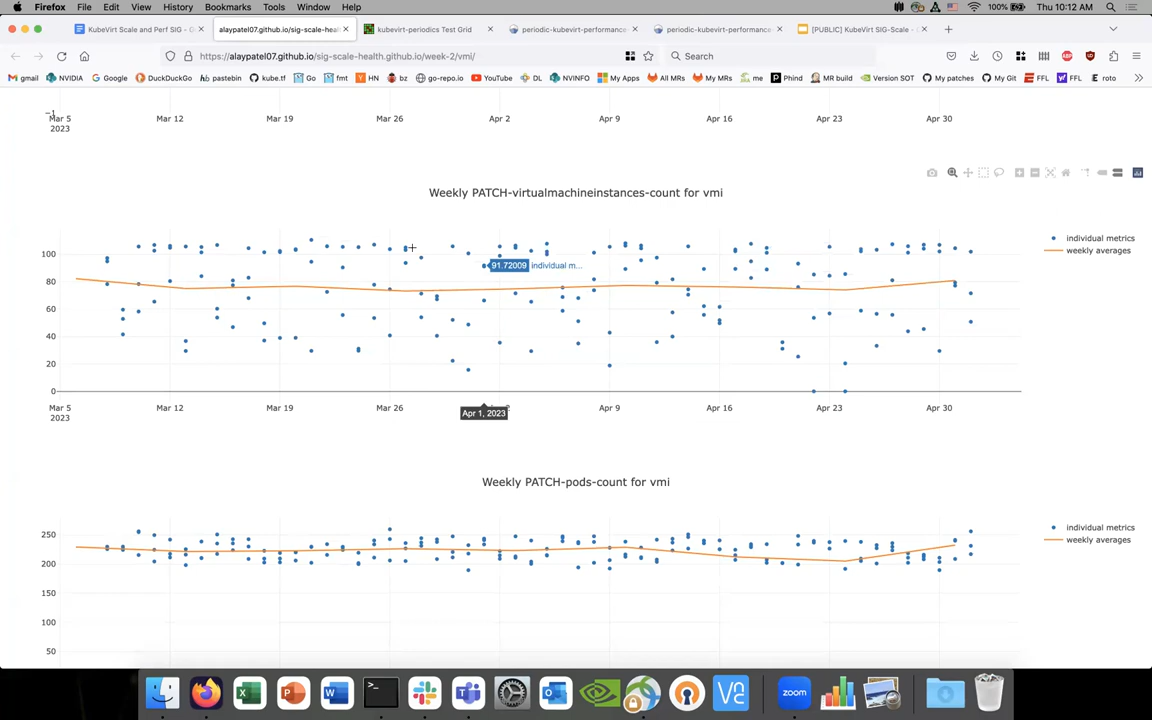 Firefox File Edit View History Bookmarks Tools Window Help 100% Thu 10:12 AM
KubeVirt Scale and Perf SIG - D alaypatel07.github.io/sig-scale-heal kubevirt-periodics Test Grid periodic-kubevirt-performance- periodic-kubevirt-performance- [PUBLIC] KubeVirt SIG-Scale -
https://alaypatel07.github.io/sig-scale-health.github.io/week-2/vmi/ Search
gmail NVIDIA Google DuckDuckGo pastebin kube.tf Go fmt HN bz go-repo.io YouTube DL NVINFO My Apps All MRs My MRs me Phind MR build Version SOT My patches My Git FFL FFL roto
−1
Mar 5 Mar 12 Mar 19 Mar 26 Apr 2 Apr 9 Apr 16 Apr 23 Apr 30
2023
Weekly PATCH-virtualmachineinstances-count for vmi
individual metrics
weekly averages
100
80
60
40
20
0
91.72009 individual m...
Mar 5 Mar 12 Mar 19 Mar 26 Apr 9 Apr 16 Apr 23 Apr 30
2023
Apr 1, 2023
Weekly PATCH-pods-count for vmi
individual metrics
weekly averages
250
200
150
100
50
zoom